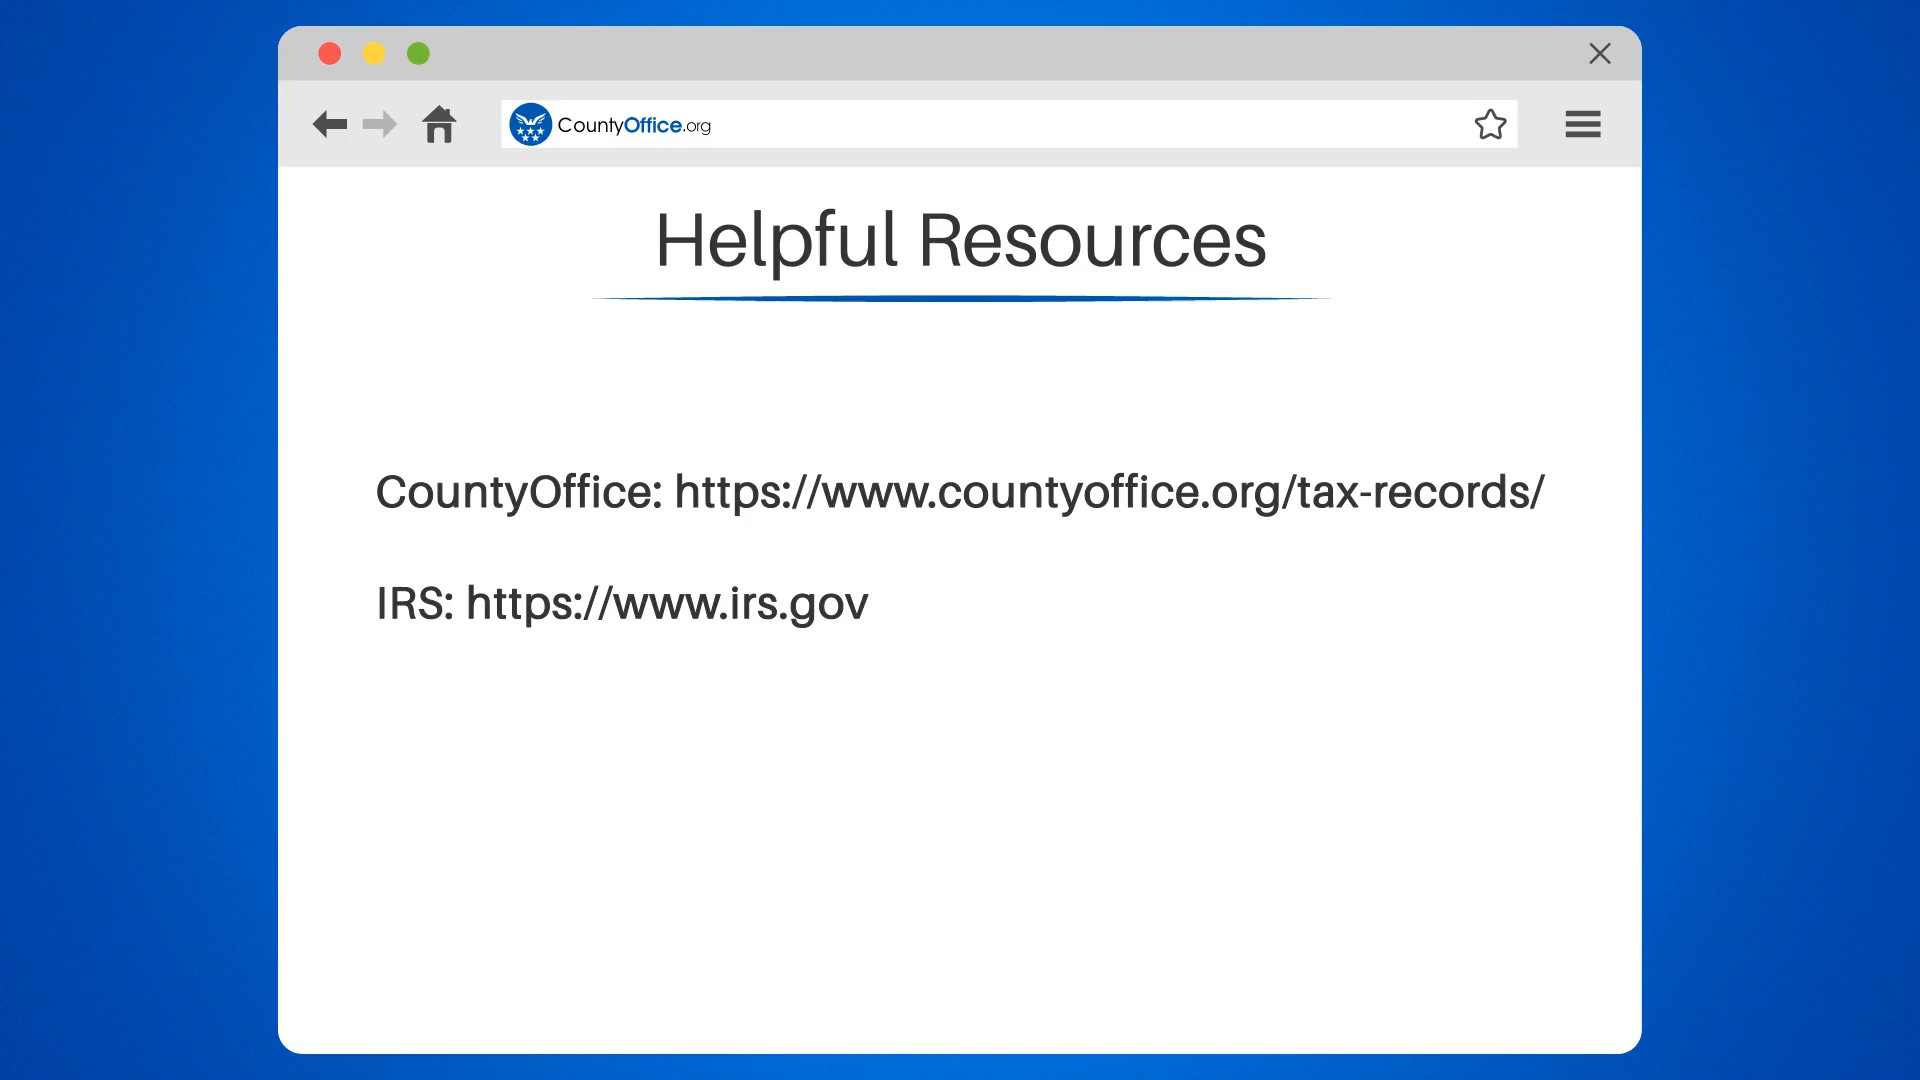 CountyOffice.org
Helpful Resources
CountyOffice: https://www.countyoffice.org/tax-records/
IRS: https://www.irs.gov